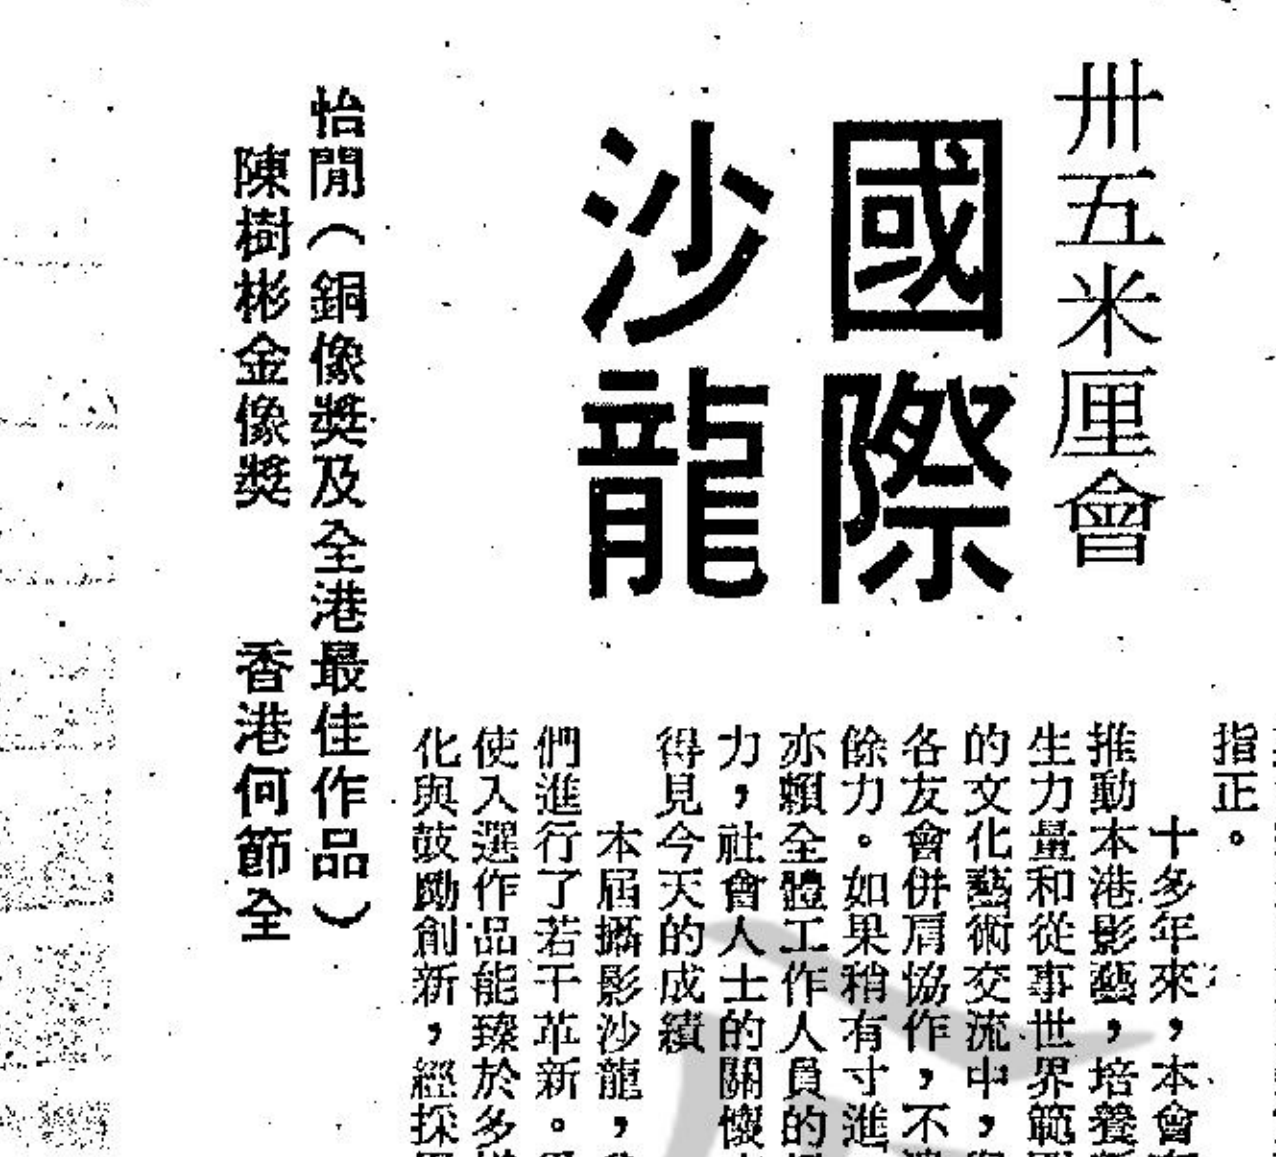 卅五米厘會
國際
沙龍
指正。
十多年來，本會
推動本港影藝，培養
生力量和從事世界範
的文化藝術交流中，
各友會併肩協作，不
餘力。如果稍有寸進
亦賴全體工作人員的
力，社會人士的關懷
得見今天的成績
本屆攝影沙龍，
們進行了若干革新。
使入選作品能臻於多
化與鼓勵創新，經採
怡閒（銅像獎及全港最佳作品）
陳樹彬金像獎　香港何節全